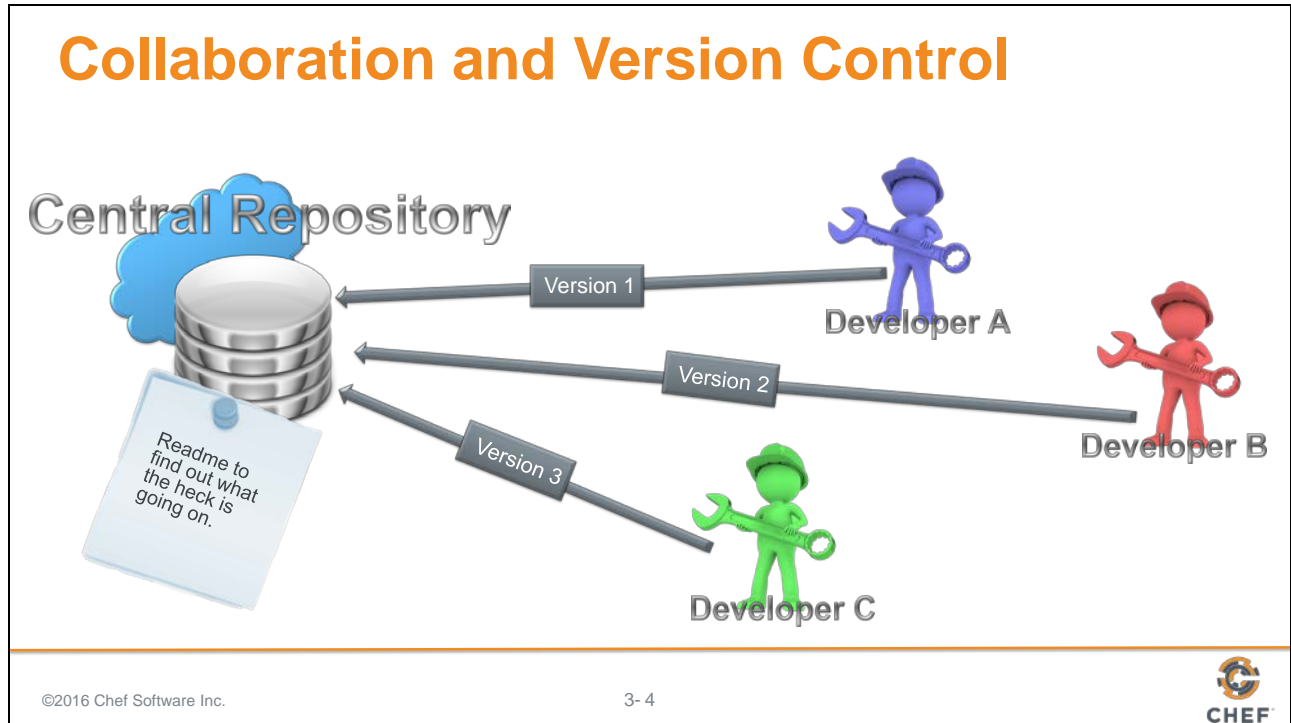 Collaboration and Version Control
Central Repository
Version 1
Developer A
Version 2
Developer B
Version 3
Developer C
Readme to
find out what
the heck is
going on.
©2016 Chef Software Inc.
3- 4
CHEF